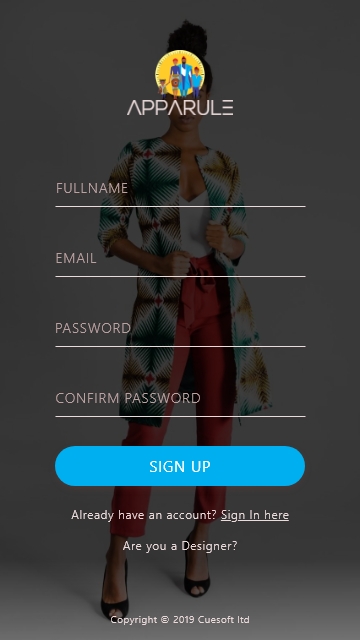 APPARULE
FULLNAME
EMAIL
PASSWORD
CONFIRM PASSWORD
SIGN UP
Already have an account? Sign In here
Are you a Designer?
Copyright © 2019 Cuesoft ltd